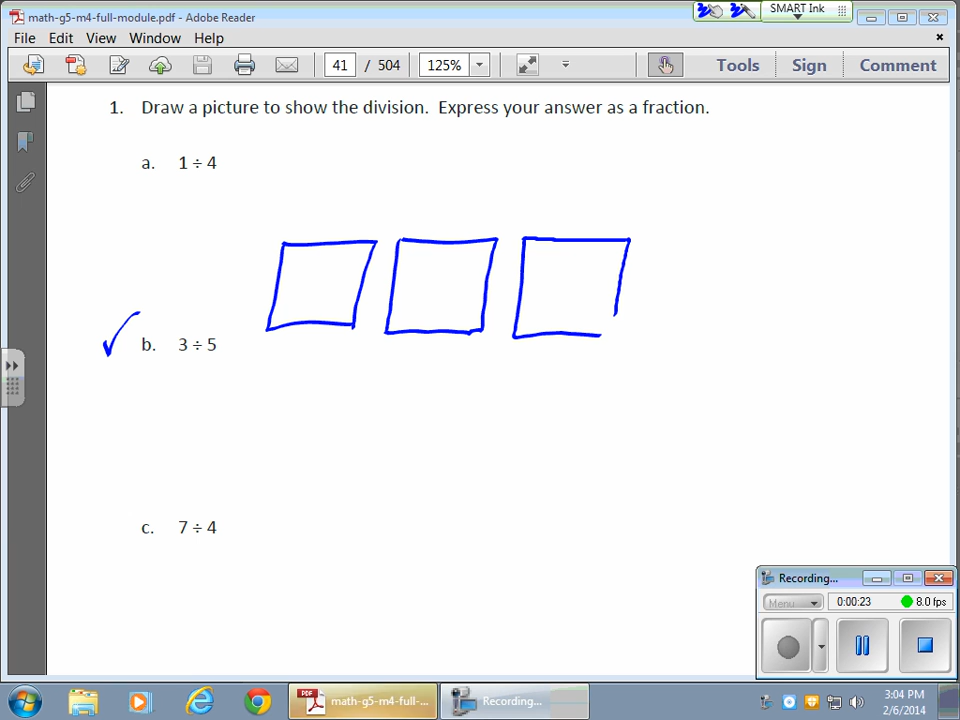 math-g5-m4-full-module.pdf - Adobe Reader
SMART Ink
File Edit View Window Help
41 / 504 125% Tools Sign Comment
1. Draw a picture to show the division. Express your answer as a fraction.
a. 1 ÷ 4
b. 3 ÷ 5
c. 7 ÷ 4
Recording...
Menu 0:00:23 8.0 fps
PDF math-g5-m4-full-... Recording... 3:04 PM
2/6/2014